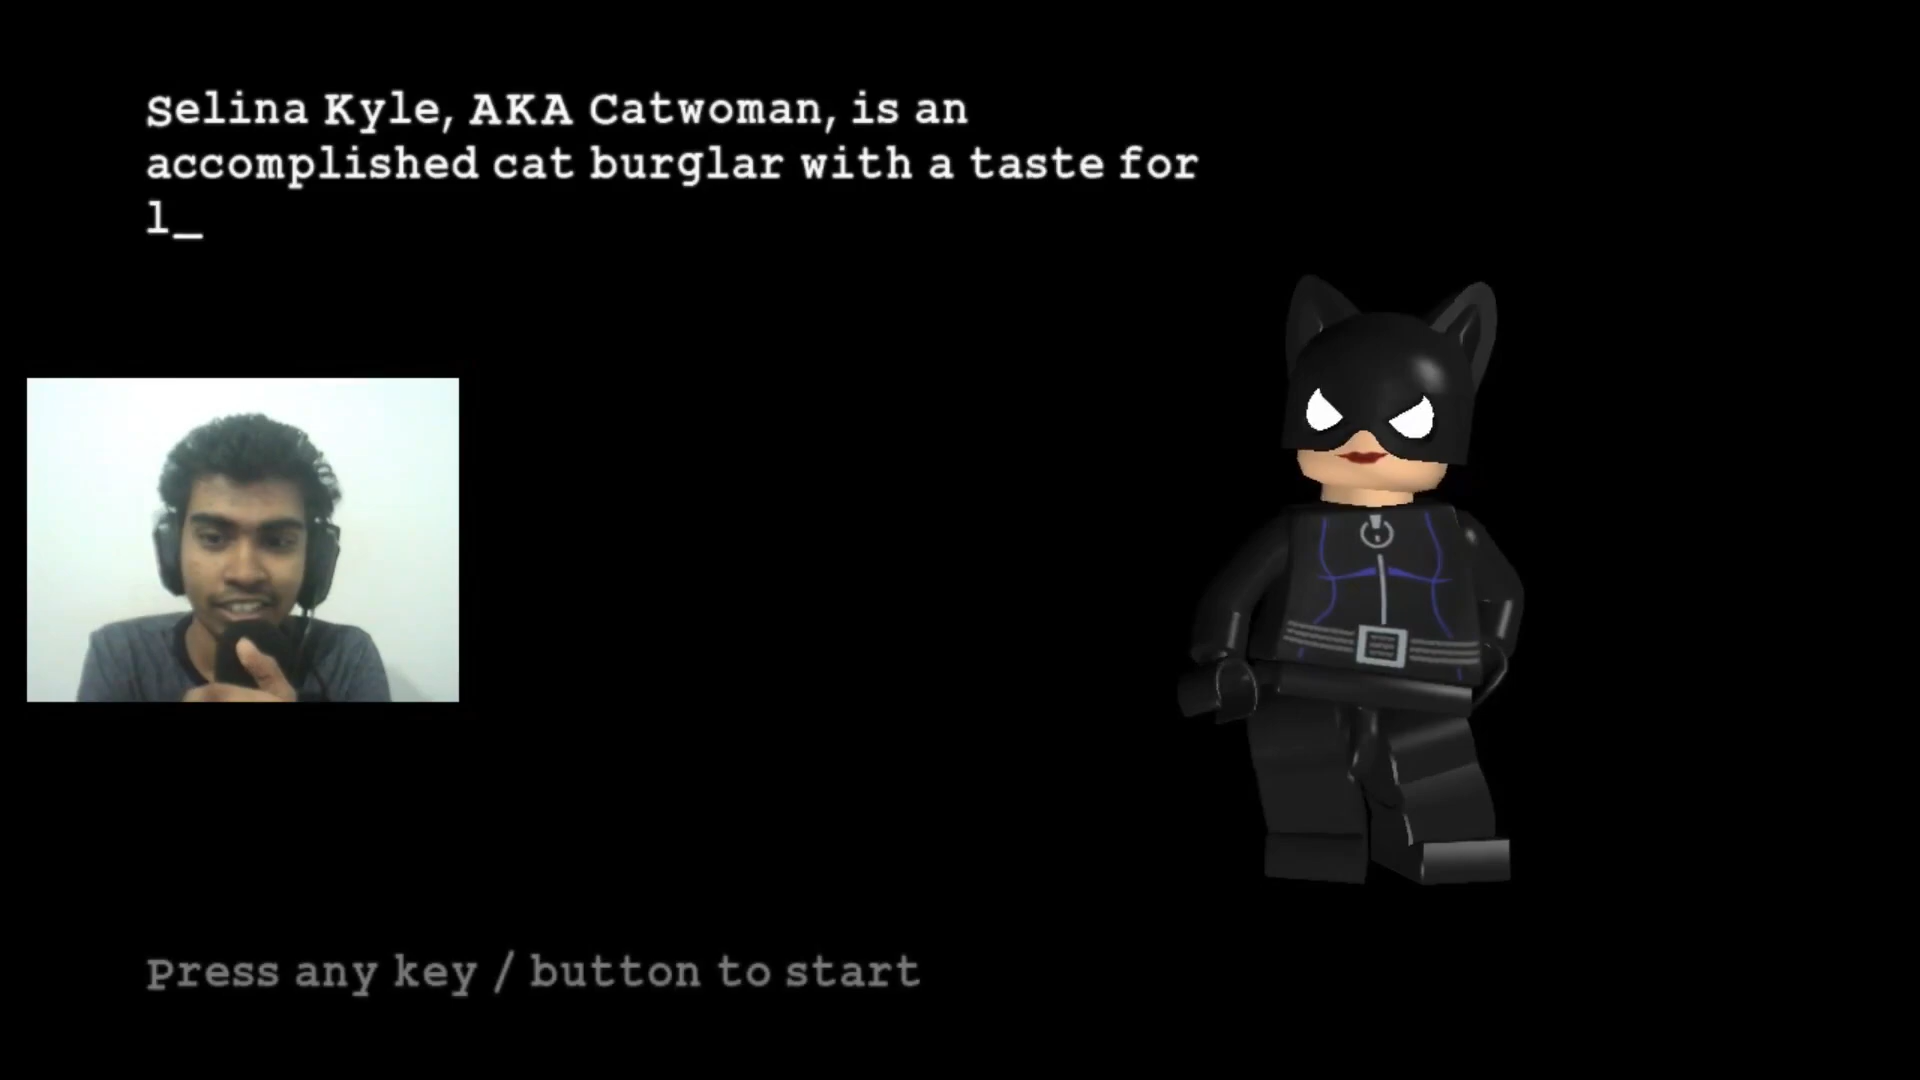 Selina Kyle, AKA Catwoman, is an
accomplished cat burglar with a taste for
l_
Press any key / button to start